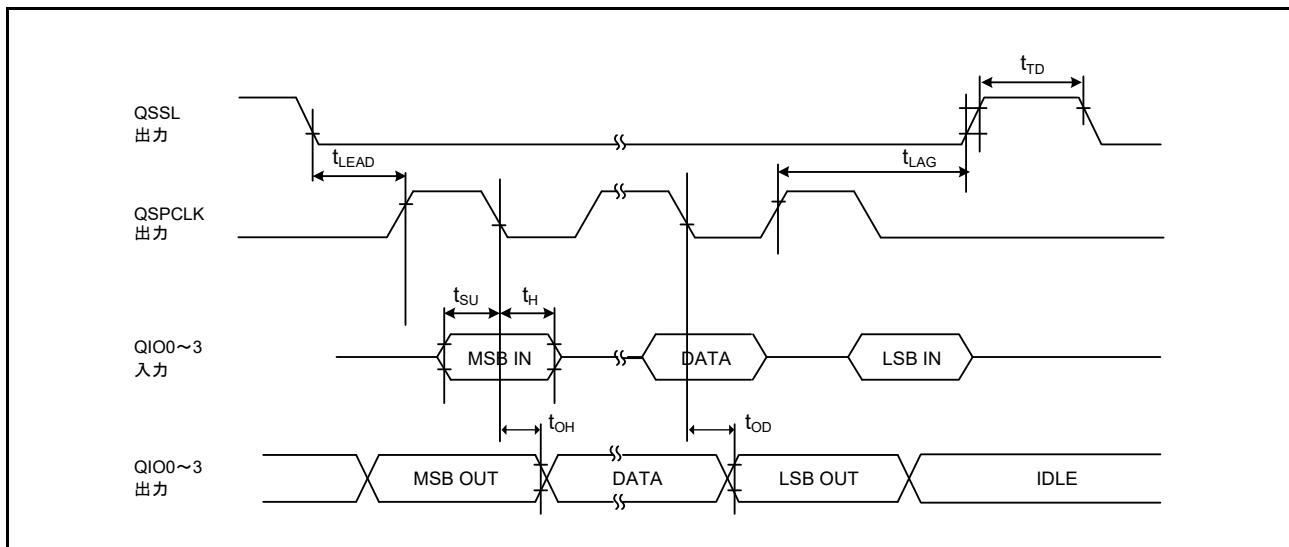 tTD
QSSL
出力
tLEAD
tLAG
QSPCLK
出力
tSU
tH
QIO0～3
入力
MSB IN
DATA
LSB IN
tOH
tOD
QIO0～3
出力
MSB OUT
DATA
LSB OUT
IDLE